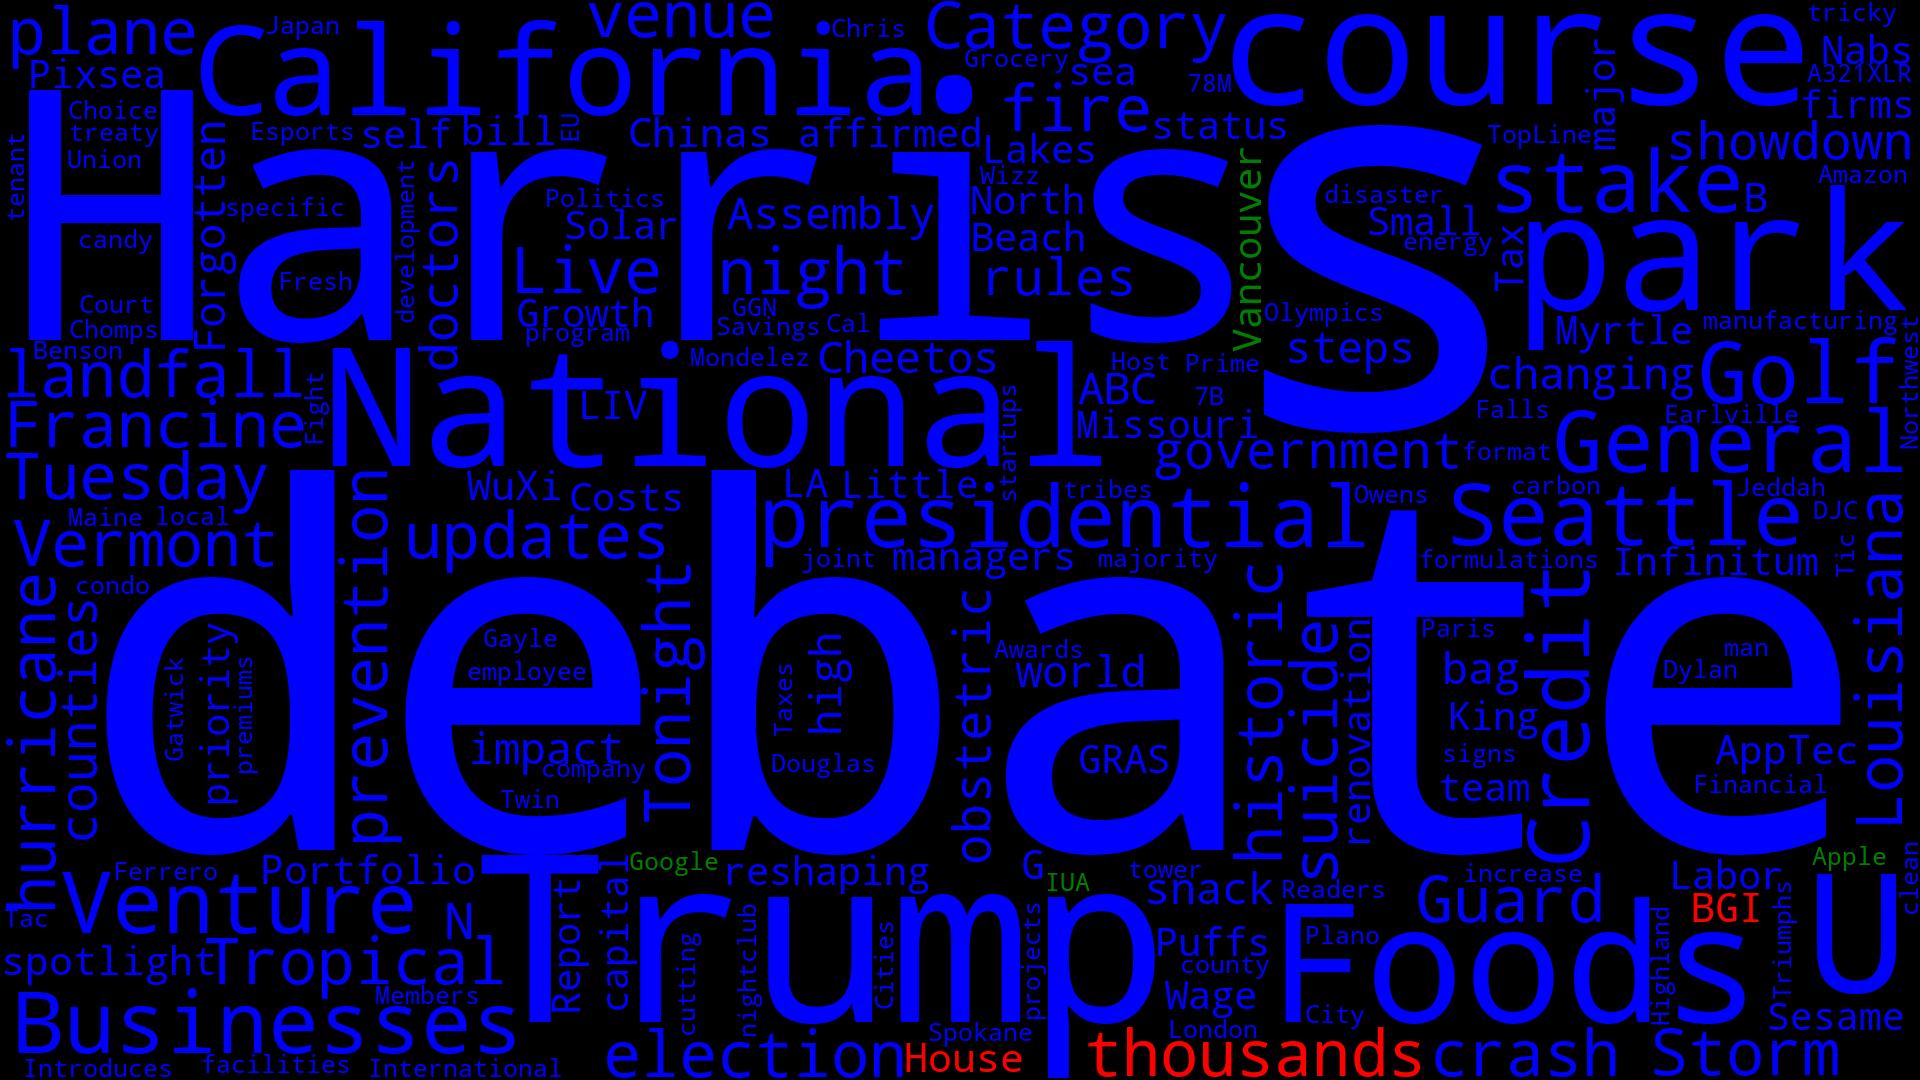 plane
California
venue
Category
course
tricky
Japan
Chris
Grocery
sea
78M
major
Nabs
A321XLR
Pixsea
fire
firms
Harris
S
Choice
treaty
Union
tenant
Forgotten
Esports
self
bill
EU
Chinas
affirmed
Lakes
status
TopLine
showdown
Wizz
Vancouver
disaster
stake
B
Amazon
specific
development
doctors
Politics
Solar
Assembly
North
Small
energy
Tax
park
candy
Beach
Fresh
Live
night
rules
Court
Chomps
Growth
program
GGN
Savings
Cal
Olympics
steps
Myrtle
manufacturing
Northwest
Benson
landfall
National
Mondelez
Cheetos
Host
Prime
changing
Golf
Francine
Fight
LIV
startups
ABC
7B
Missouri
Falls
Earlville
government
format
General
Tuesday
WuXi
Costs
LA
Little
tribes
Owens
carbon
Jeddah
Seattle
DJC
Maine
local
Vermont
prevention
updates
presidential
joint
managers
majority
formulations
Infinitum
Tic
Louisiana
hurricane
condo
counties
debate
Gatwick
priority
premiums
Gayle
employee
impact
company
Twin
Tonight
Taxes
high
Douglas
obstetric
Awards
world
GRAS
historic
suicide
renovation
Paris
bag
King
signs
team
Credit
man
Dylan
AppTec
Financial
Ferrero
Portfolio
Google
reshaping
G
IUA
tower
snack
Readers
increase
Labor
Apple
clean
Venture
N
Tac
Report
capital
Trump
Guard
BGI
U
spotlight
Tropical
cutting
nightclub
Cities
projects
Puffs
county
Plano
Foods
Highland
Triumphs
Members
Wage
City
Sesame
Businesses
Spokane
London
Introduces
facilities
International
election
House
thousands
crash
Storm